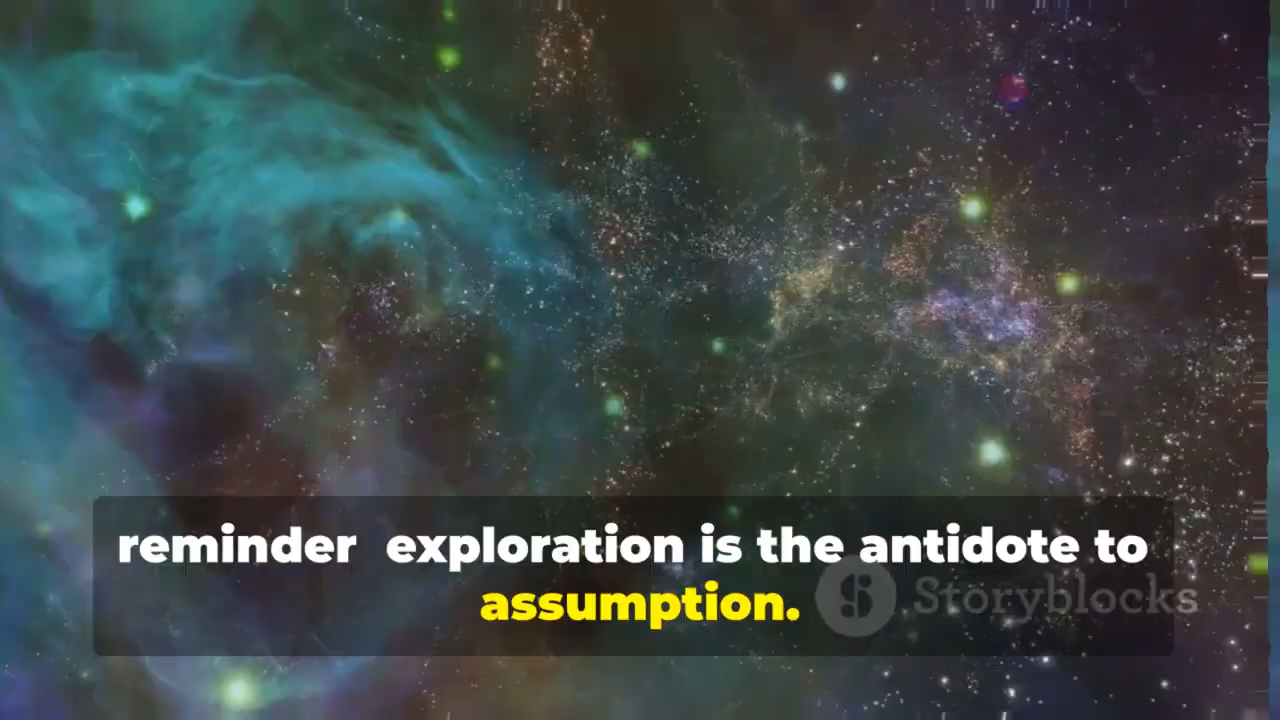 reminder  exploration is the antidote to
assumption.
Storyblocks